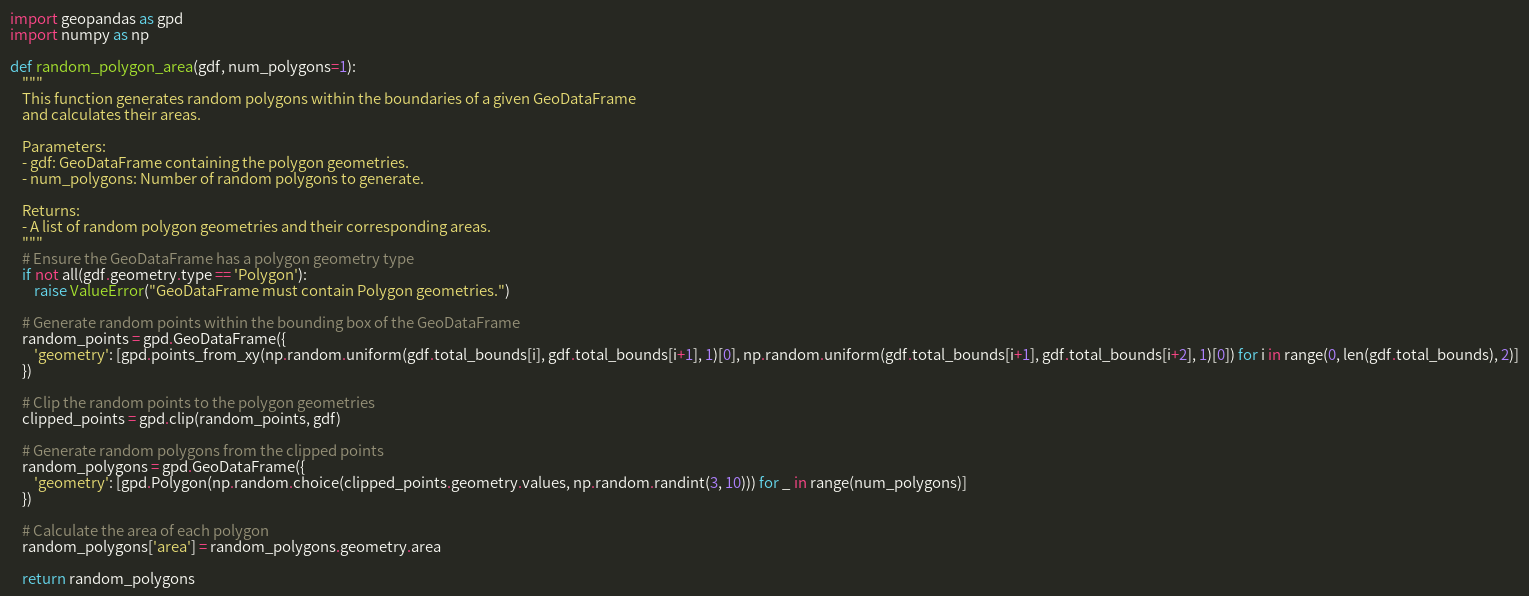 import geopandas as gpd
import numpy as np

def random_polygon_area(gdf, num_polygons=1):
    """
    This function generates random polygons within the boundaries of a given GeoDataFrame
    and calculates their areas.

    Parameters:
    - gdf: GeoDataFrame containing the polygon geometries.
    - num_polygons: Number of random polygons to generate.

    Returns:
    - A list of random polygon geometries and their corresponding areas.
    """
    # Ensure the GeoDataFrame has a polygon geometry type
    if not all(gdf.geometry.type == 'Polygon'):
        raise ValueError("GeoDataFrame must contain Polygon geometries.")

    # Generate random points within the bounding box of the GeoDataFrame
    random_points = gpd.GeoDataFrame({
        'geometry': [gpd.points_from_xy(np.random.uniform(gdf.total_bounds[i], gdf.total_bounds[i+1], 1)[0], np.random.uniform(gdf.total_bounds[i+1], gdf.total_bounds[i+2], 1)[0]) for i in range(0, len(gdf.total_bounds), 2)]
    })

    # Clip the random points to the polygon geometries
    clipped_points = gpd.clip(random_points, gdf)

    # Generate random polygons from the clipped points
    random_polygons = gpd.GeoDataFrame({
        'geometry': [gpd.Polygon(np.random.choice(clipped_points.geometry.values, np.random.randint(3, 10))) for _ in range(num_polygons)]
    })

    # Calculate the area of each polygon
    random_polygons['area'] = random_polygons.geometry.area

    return random_polygons